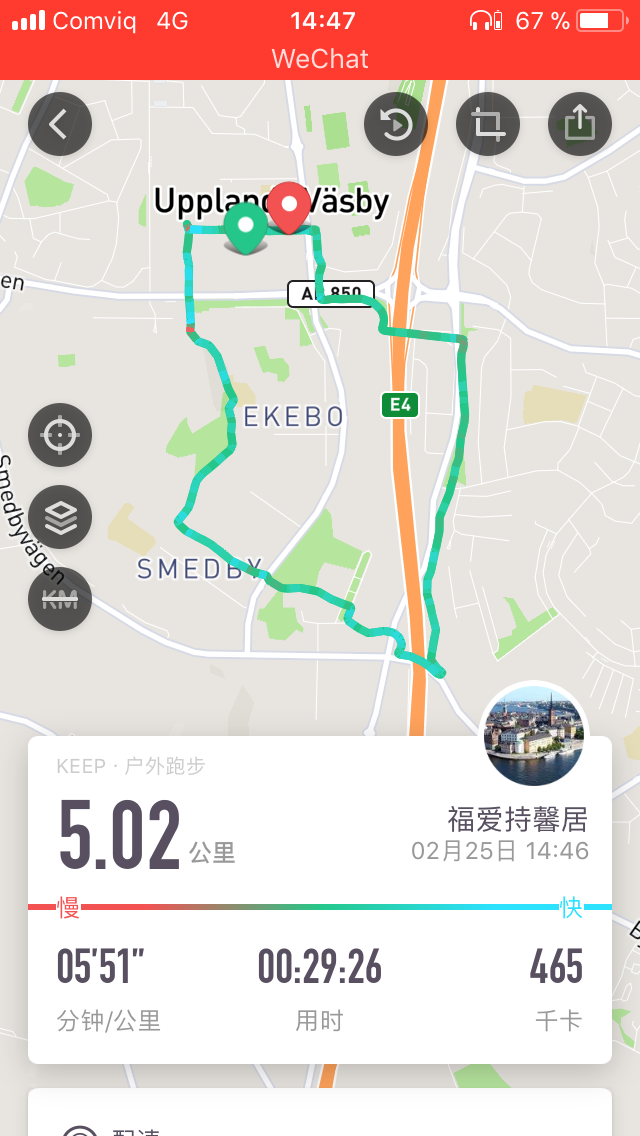 Comviq 4G 14:47 67 %
WeChat
Upplands Väsby
en
850
E4
EKEBO
Smedbyvägen
SMEDBY
KM
KEEP · 户外跑步
5.02 公里
福爱持馨居
02月25日 14:46
慢 快
05'51" 00:29:26 465
分钟/公里 用时 千卡